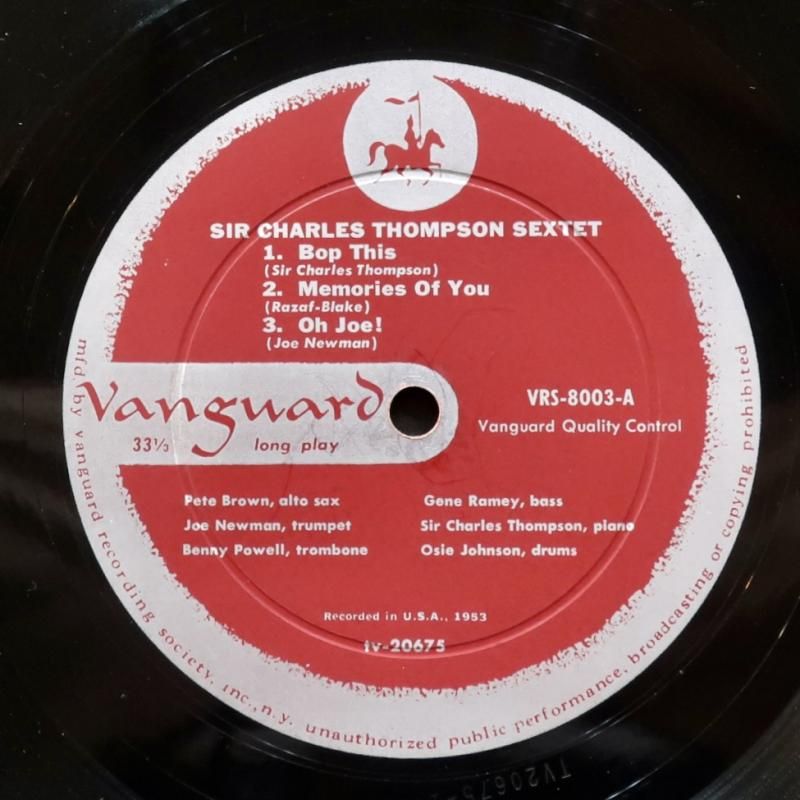 SIR CHARLES THOMPSON SEXTET
1. Bop This
(Sir Charles Thompson)
2. Memories Of You
(Razaf-Blake)
3. Oh Joe!
(Joe Newman)
Vanguard
33⅓ long play
VRS-8003-A
Vanguard Quality Control
Pete Brown, alto sax
Joe Newman, trumpet
Benny Powell, trombone
Gene Ramey, bass
Sir Charles Thompson, piano
Osie Johnson, drums
Recorded in U.S.A., 1953
tv-20675
mfd. by vanguard recording society, inc., n.y. unauthorized public performance, broadcasting or copying prohibited